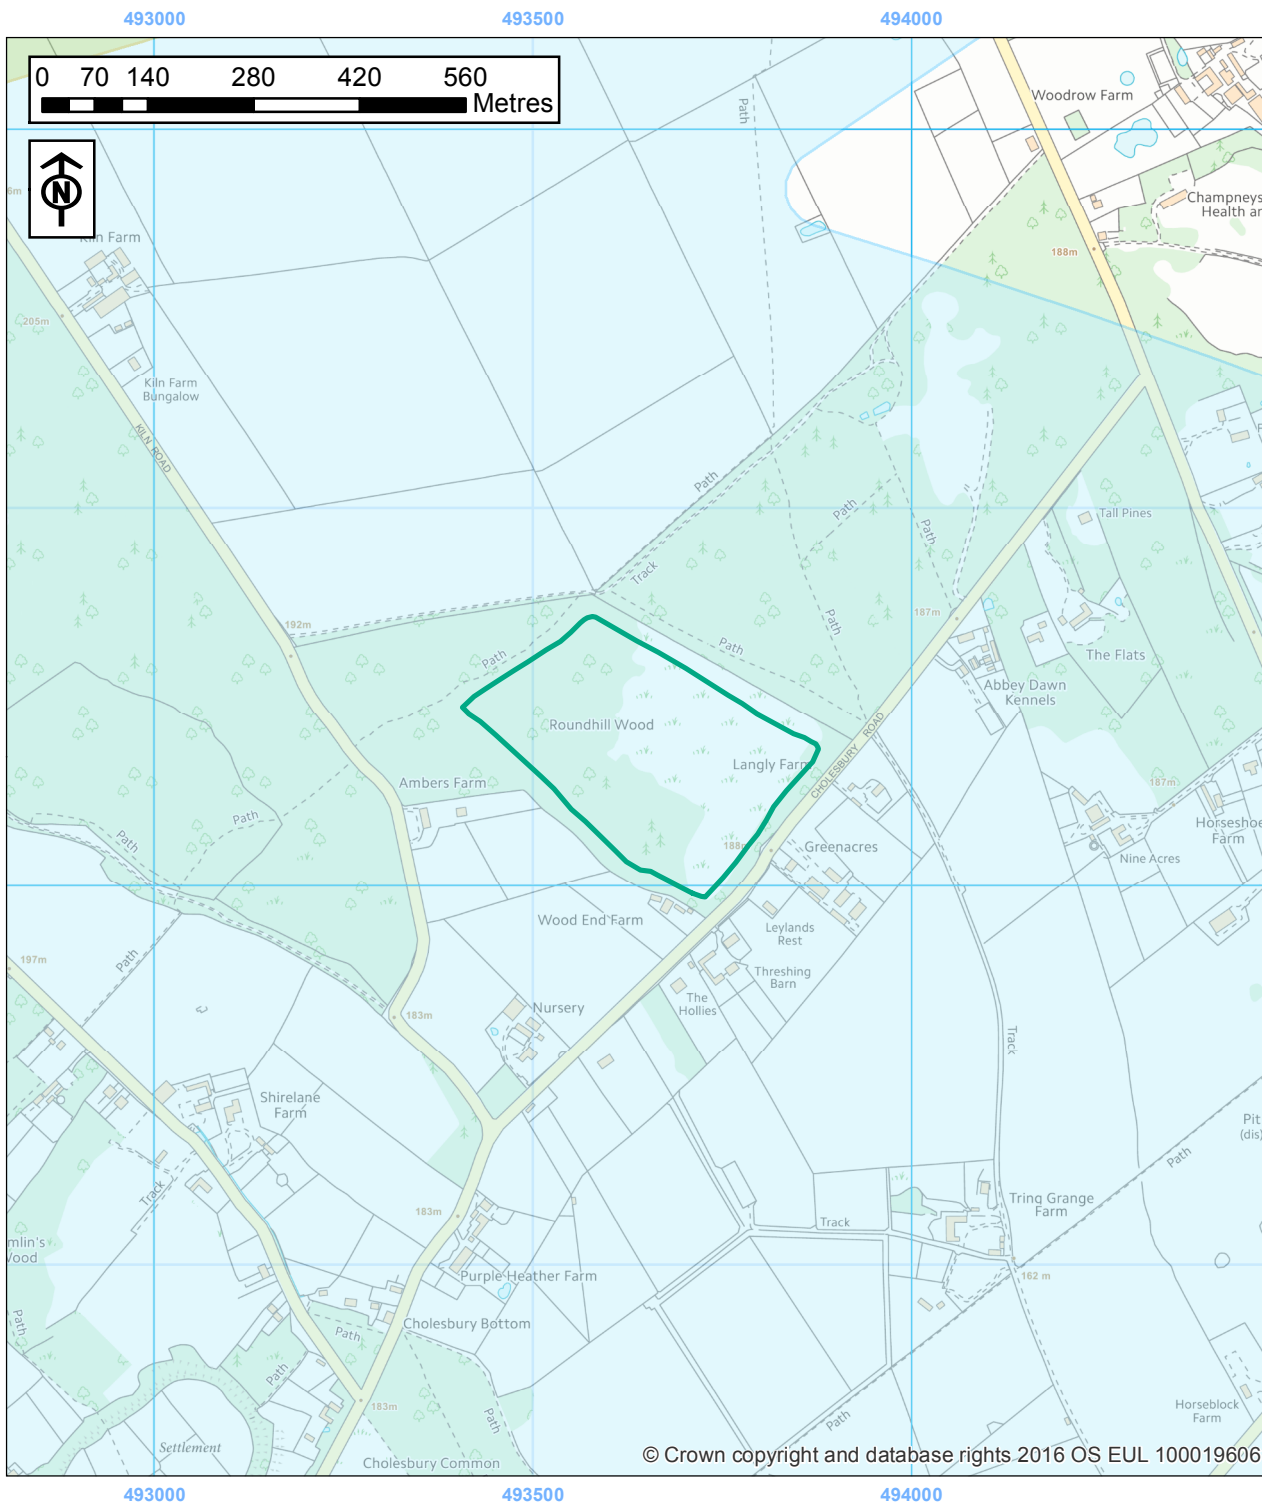 493000 493500 494000
0 70 140 280 420 560
Metres
N
Path
Woodrow Farm
Champneys
Health ar
6m
Kiln Farm
188m
205m
Kiln Farm
Bungalow
KILN ROAD
Path
Path
Path
Tall Pines
Track
192m
187m
Path
Path
Path
The Flats
Abbey Dawn
Kennels
Roundhill Wood
CHOLESBURY ROAD
Langly Farm
Ambers Farm
187m
Path
Path
188m
Greenacres
Horseshoe
Farm
Nine Acres
Wood End Farm
Leylands
Rest
197m
Path
Threshing
Barn
The
Hollies
Nursery
183m
Track
Shirelane
Farm
Pit
(dis)
Path
Track
Tring Grange
Farm
183m
Track
mlin's
Wood
Purple Heather Farm
162 m
Path
Path
Cholesbury Bottom
Path
183m
Path
Path
Horseblock
Farm
Settlement
Cholesbury Common
© Crown copyright and database rights 2016 OS EUL 100019606
493000 493500 494000